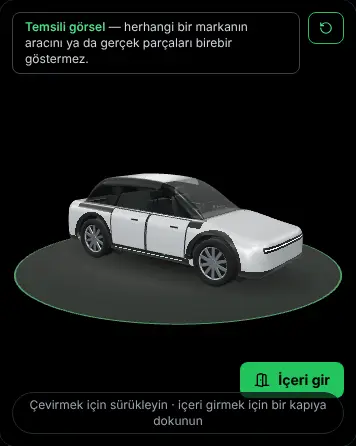 Temsili görsel — herhangi bir markanın
aracını ya da gerçek parçaları birebir
göstermez.
İçeri gir
Çevirmek için sürükleyin · içeri girmek için bir kapıya
dokunun